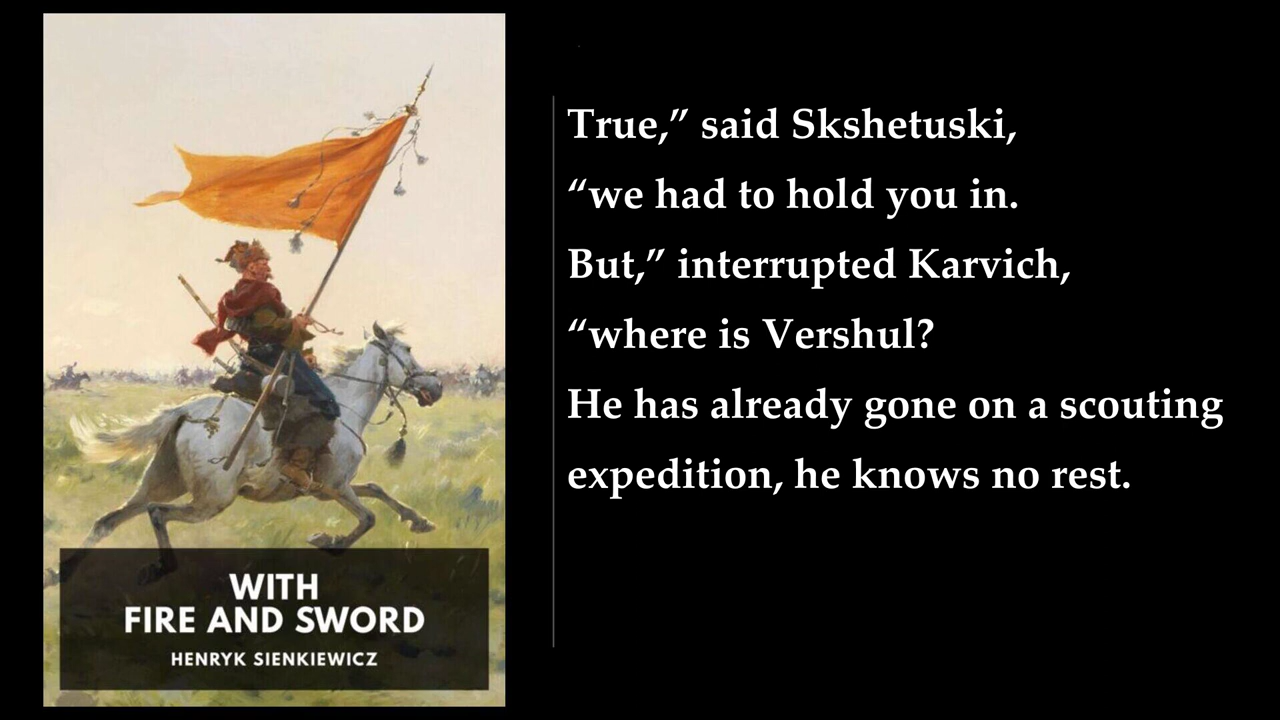 True,” said Skshetuski,
“we had to hold you in.
But,” interrupted Karvich,
“where is Vershul?
He has already gone on a scouting
expedition, he knows no rest.
WITH
FIRE AND SWORD
HENRYK SIENKIEWICZ